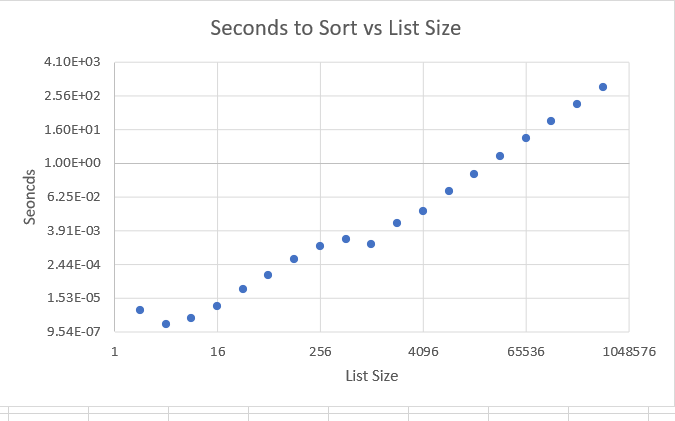 Seconds to Sort vs List Size
4.10E+03
2.56E+02
1.60E+01
1.00E+00
6.25E-02
3.91E-03
2.44E-04
1.53E-05
9.54E-07
Seoncds
1 16 256 4096 65536 1048576
List Size